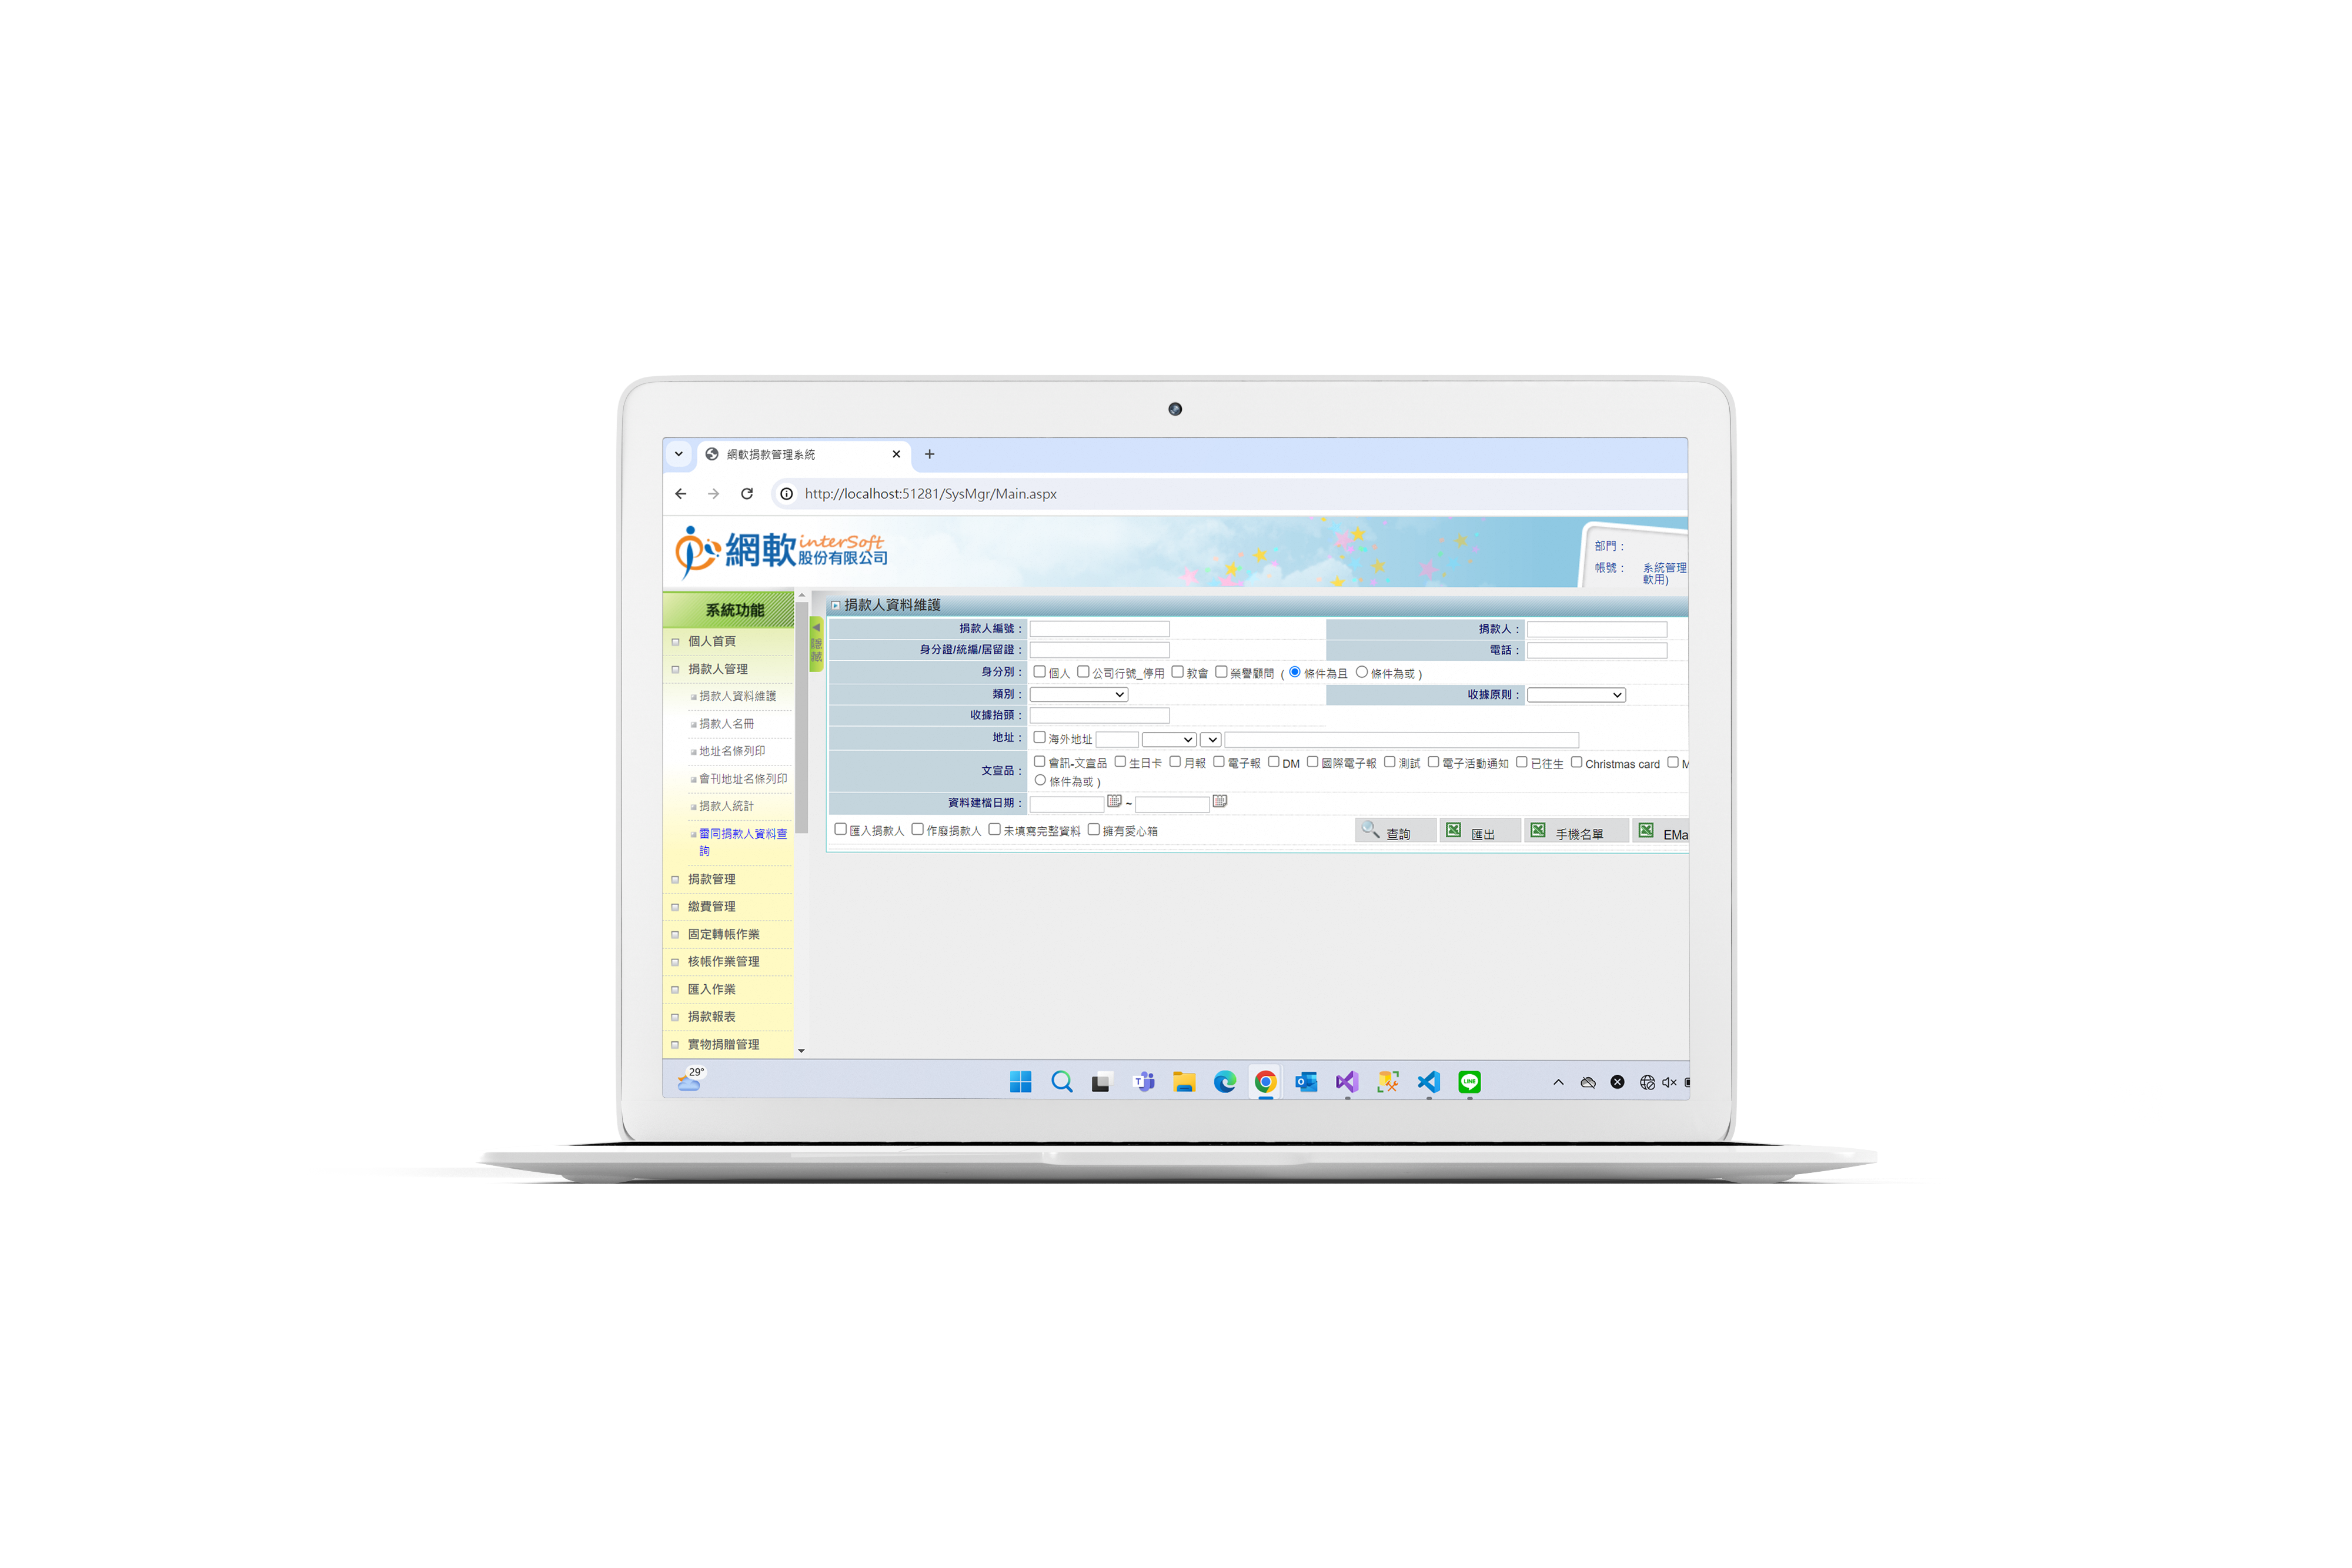 網軟捐款管理系統
http://localhost:51281/SysMgr/Main.aspx
網軟 interSoft 股份有限公司
部門：
帳號： 系統管理
軟用)
系統功能
個人首頁
捐款人管理
捐款人資料維護
捐款人名冊
地址名條列印
會刊地址名條列印
捐款人統計
雷同捐款人資料查
詢
捐款管理
繳費管理
固定轉帳作業
核帳作業管理
匯入作業
捐款報表
實物捐贈管理
隱藏
捐款人資料維護
捐款人編號： 捐款人：
身分證/統編/居留證： 電話：
身分別： 個人 公司行號_停用 教會 榮譽顧問 ( 條件為且 條件為或 )
類別： 收據原則：
收據抬頭：
地址： 海外地址
文宣品： 會訊-文宣品 生日卡 月報 電子報 DM 國際電子報 測試 電子活動通知 已往生 Christmas card M
條件為或 )
資料建檔日期： ~
匯入捐款人 作廢捐款人 未填寫完整資料 擁有愛心箱 查詢 匯出 手機名單 EMa
29°
LINE